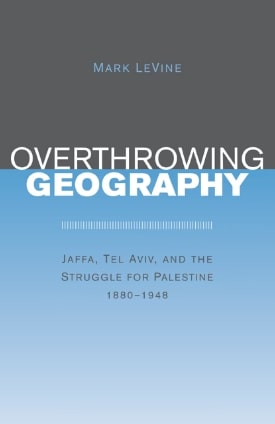 MARK LEVINE
OVERTHROWING
GEOGRAPHY
JAFFA, TEL AVIV, AND THE
STRUGGLE FOR PALESTINE
1880–1948